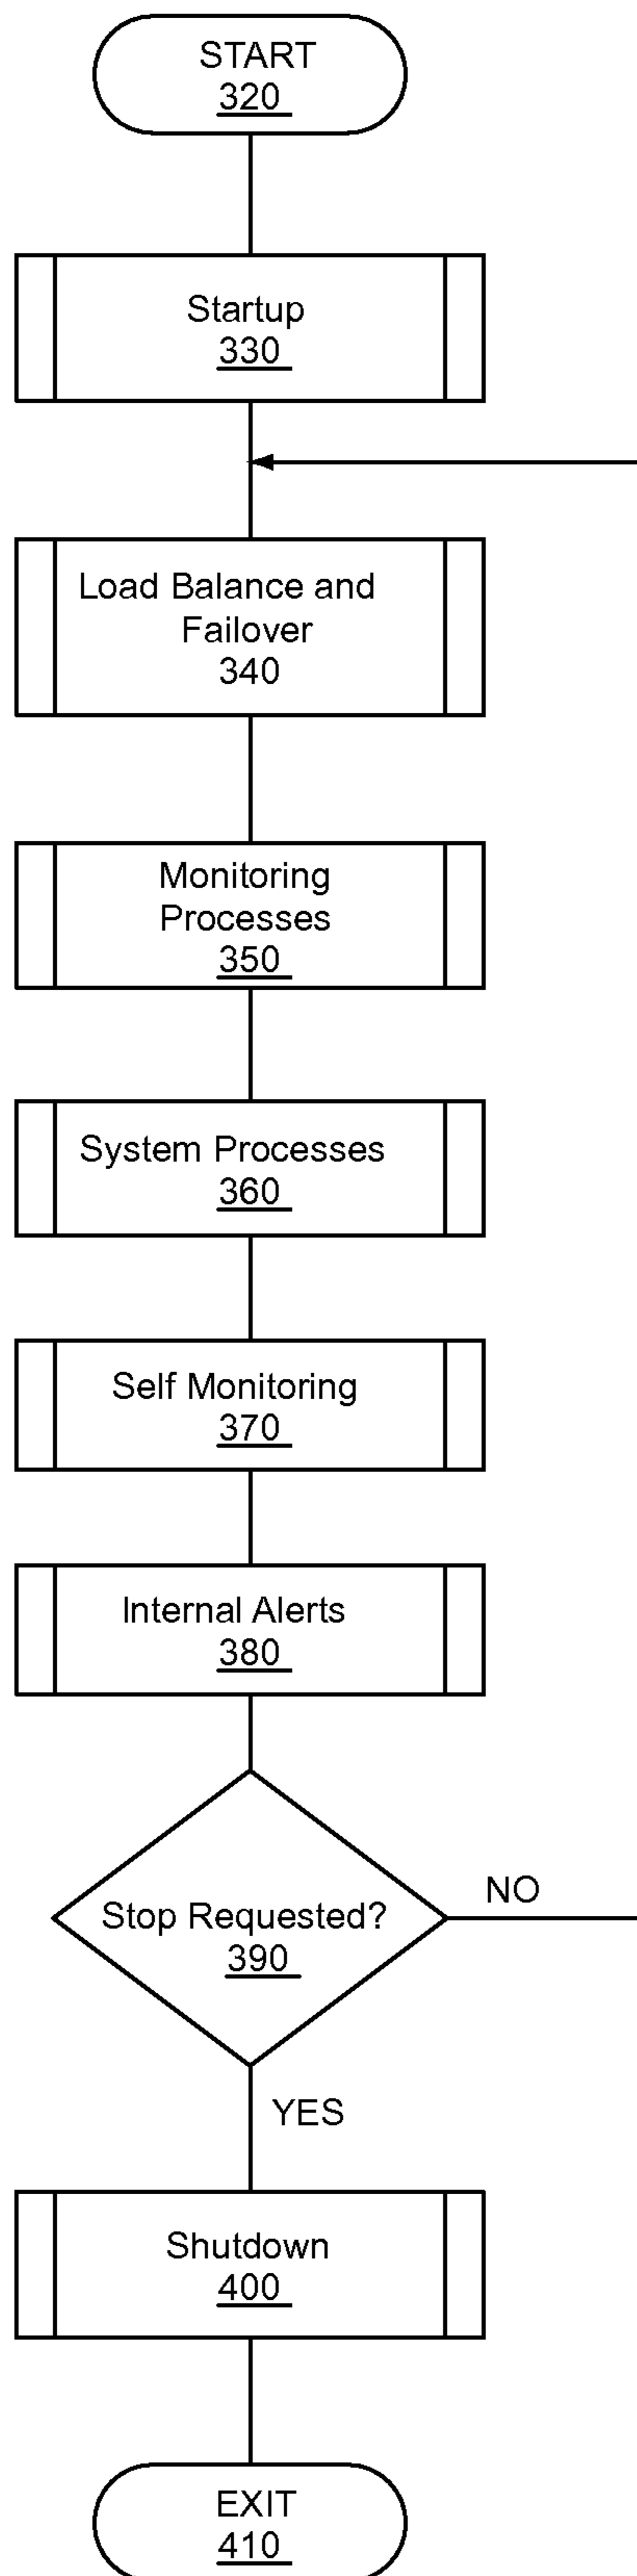 START
320
Startup
330
Load Balance and
Failover
340
Monitoring
Processes
350
System Processes
360
Self Monitoring
370
Internal Alerts
380
Stop Requested?
390
NO
YES
Shutdown
400
EXIT
410